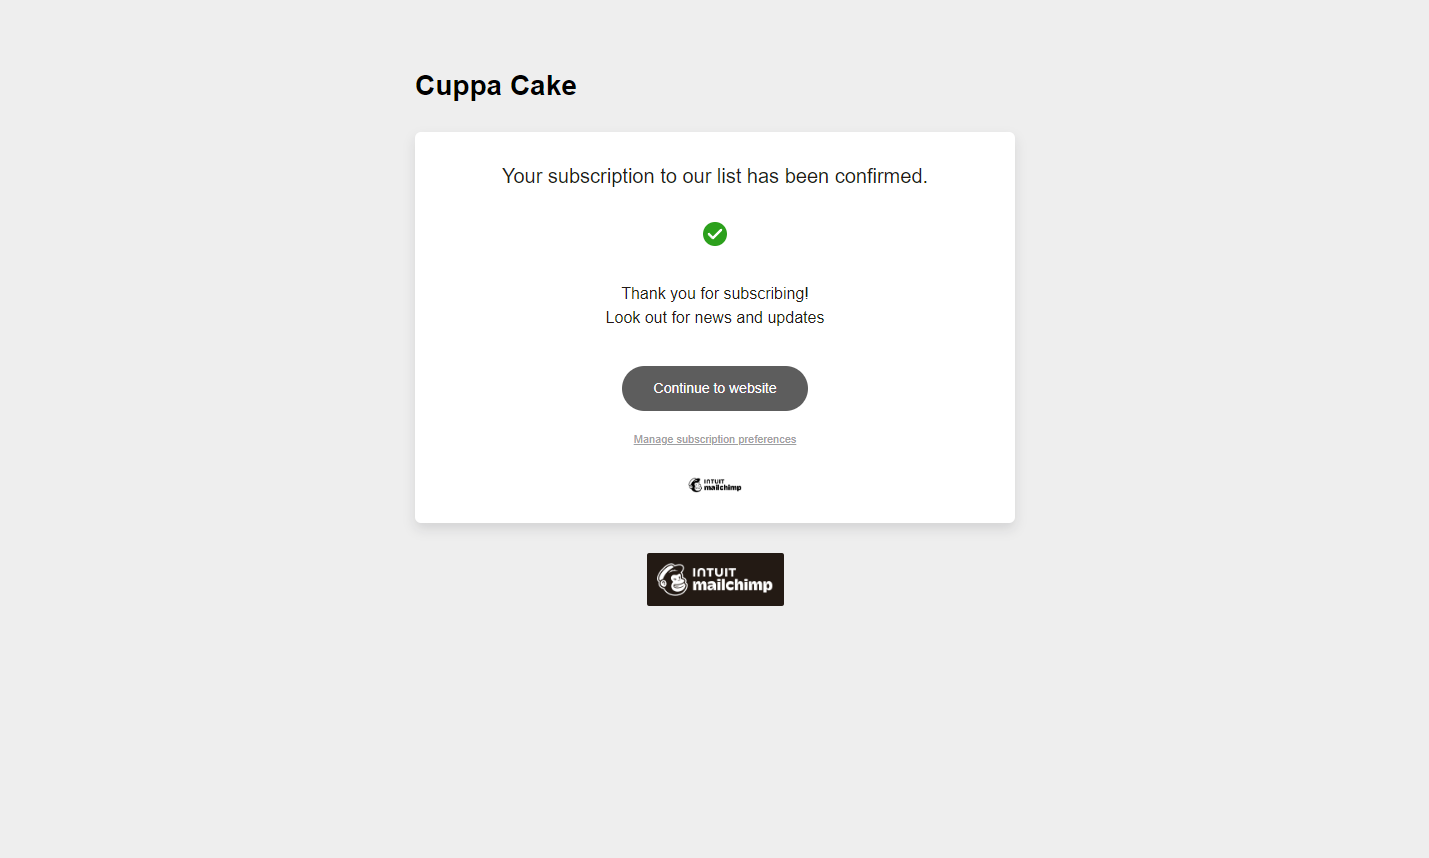 Cuppa Cake
Your subscription to our list has been confirmed.
Thank you for subscribing!
Look out for news and updates
Continue to website
Manage subscription preferences
INTUIT
mailchimp
INTUIT
mailchimp